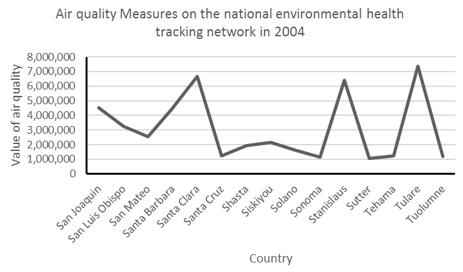 Air quality Measures on the national environmental health
tracking network in 2004
Value of air quality
8,000,000
7,000,000
6,000,000
5,000,000
4,000,000
3,000,000
2,000,000
1,000,000
0
San Joaquin
San Luis Obispo
San Mateo
Santa Barbara
Santa Clara
Santa Cruz
Shasta
Siskiyou
Solano
Sonoma
Stanislaus
Sutter
Tehama
Tulare
Tuolumne
Country